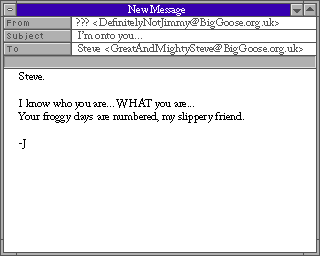 New Message
From ??? <DefinitelyNotJimmy@BigGoose.org.uk>
Subject I'm onto you...
To Steve <GreatAndMightySteve@BigGoose.org.uk>
Steve.
I know who you are... WHAT you are...
Your froggy days are numbered, my slippery friend.
-J